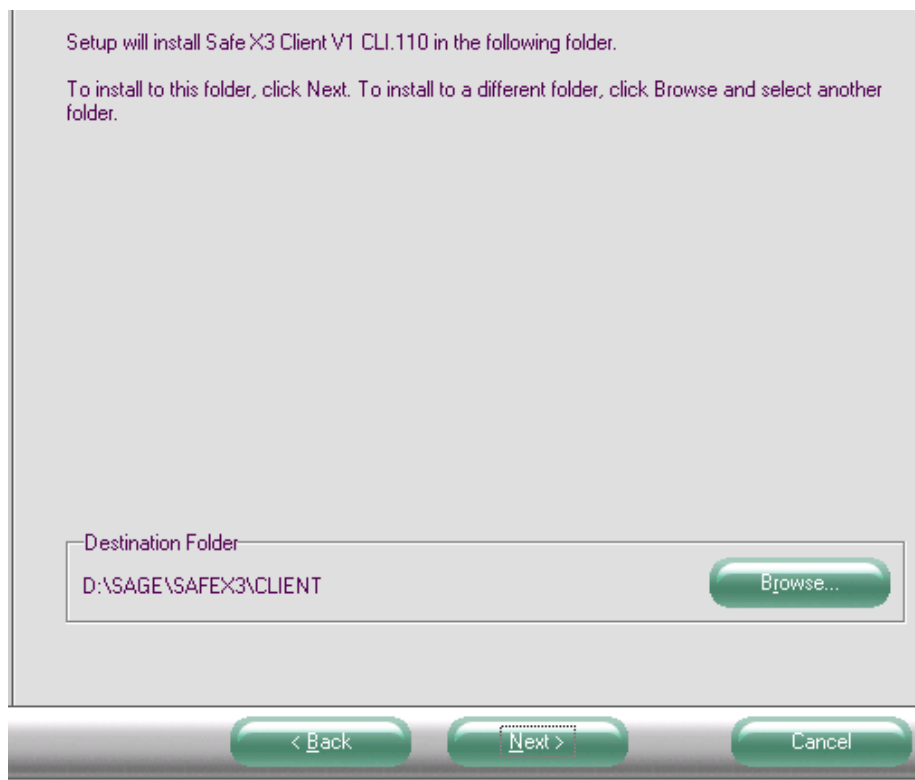 Setup will install Safe X3 Client V1 CLI.110 in the following folder.
To install to this folder, click Next. To install to a different folder, click Browse and select another
folder.
Destination Folder
D:\SAGE\SAFEX3\CLIENT
Browse...
< Back
Next >
Cancel